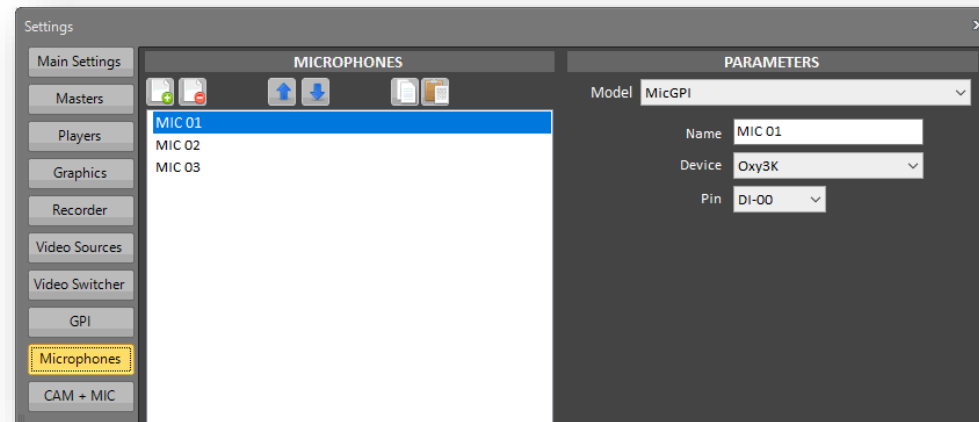 Settings
Main Settings
Masters
Players
Graphics
Recorder
Video Sources
Video Switcher
GPI
Microphones
CAM + MIC
MICROPHONES
MIC 01
MIC 02
MIC 03
PARAMETERS
Model MicGPI
Name MIC 01
Device Oxy3K
Pin DI-00